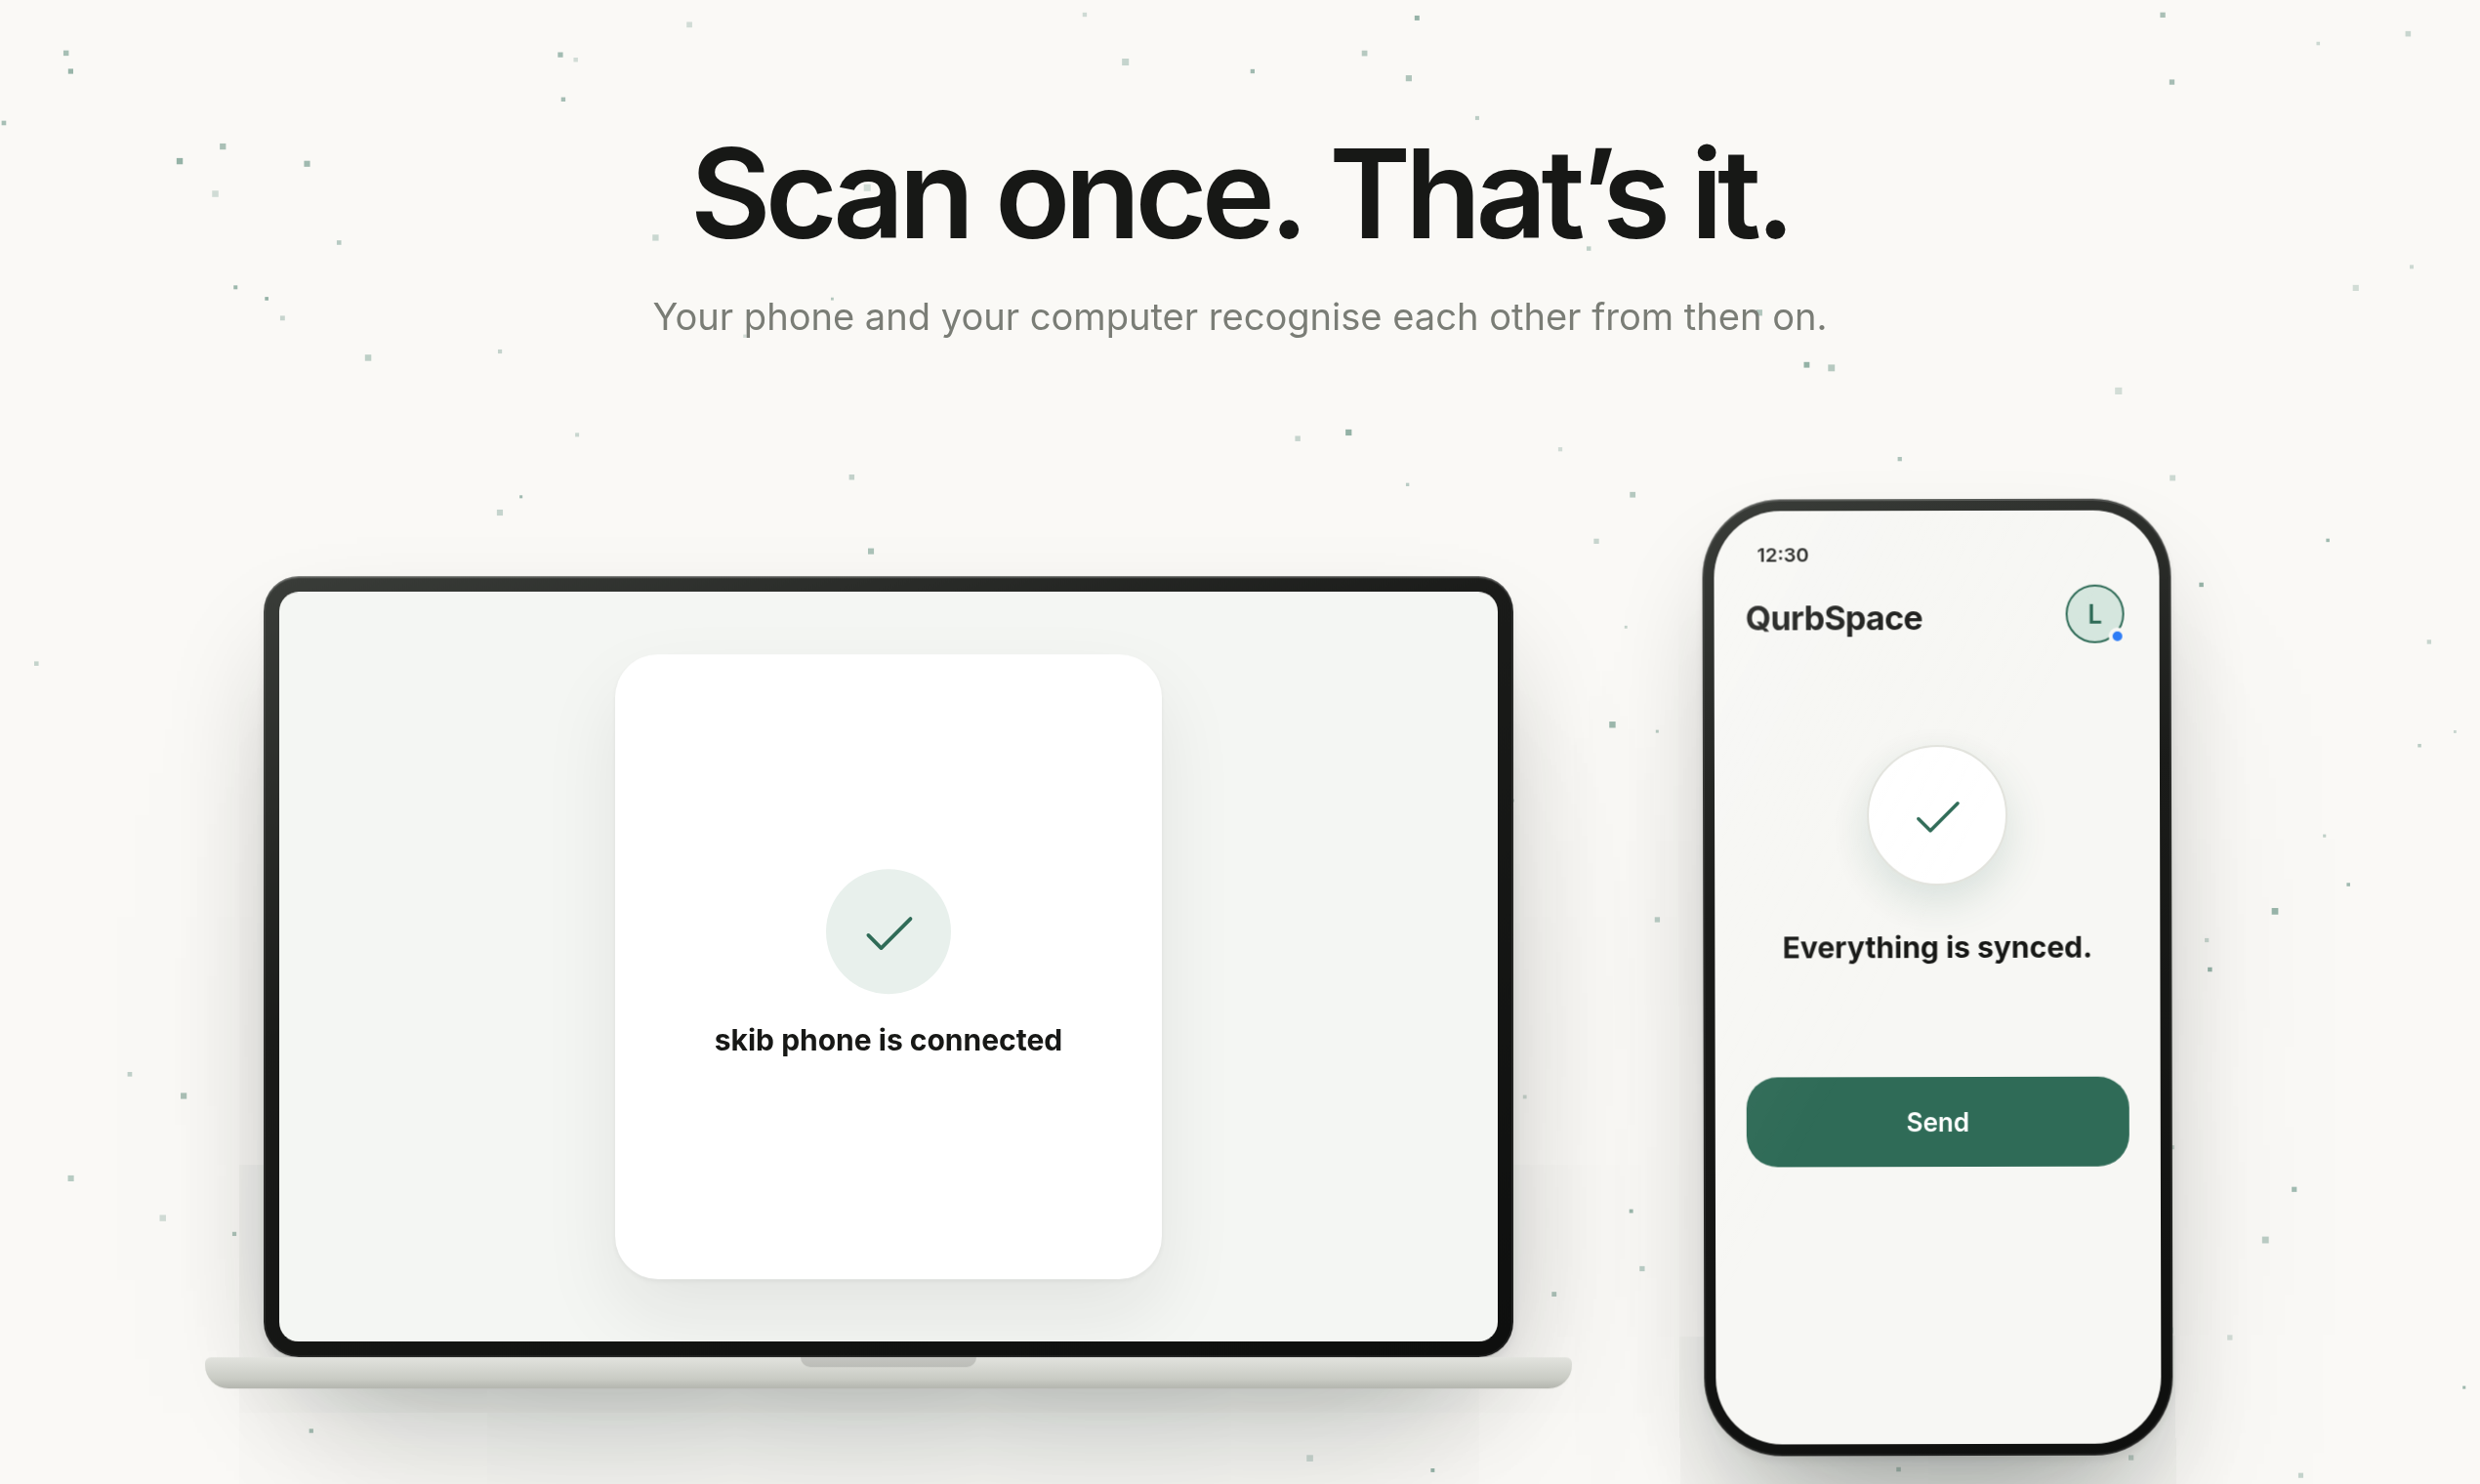 Scan once. That’s it.
Your phone and your computer recognise each other from then on.
12:30
QurbSpace
L
Everything is synced.
skib phone is connected
Send